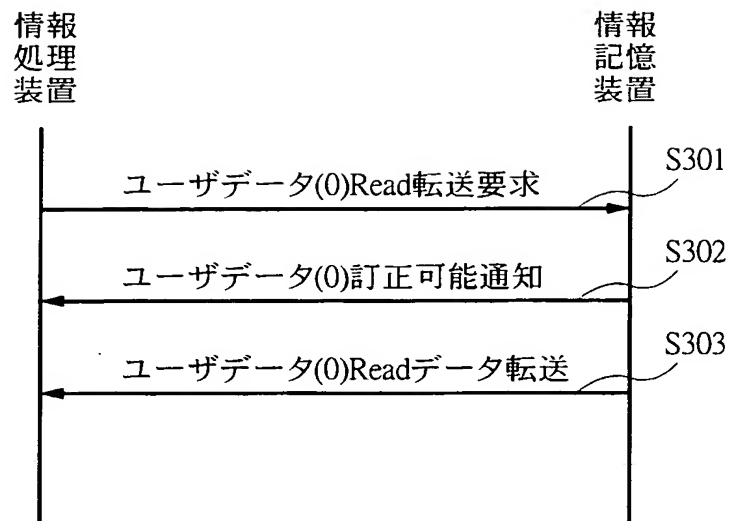 情報
処理
装置
情報
記憶
装置
ユーザデータ(0)Read転送要求
S301
ユーザデータ(0)訂正可能通知
S302
ユーザデータ(0)Readデータ転送
S303